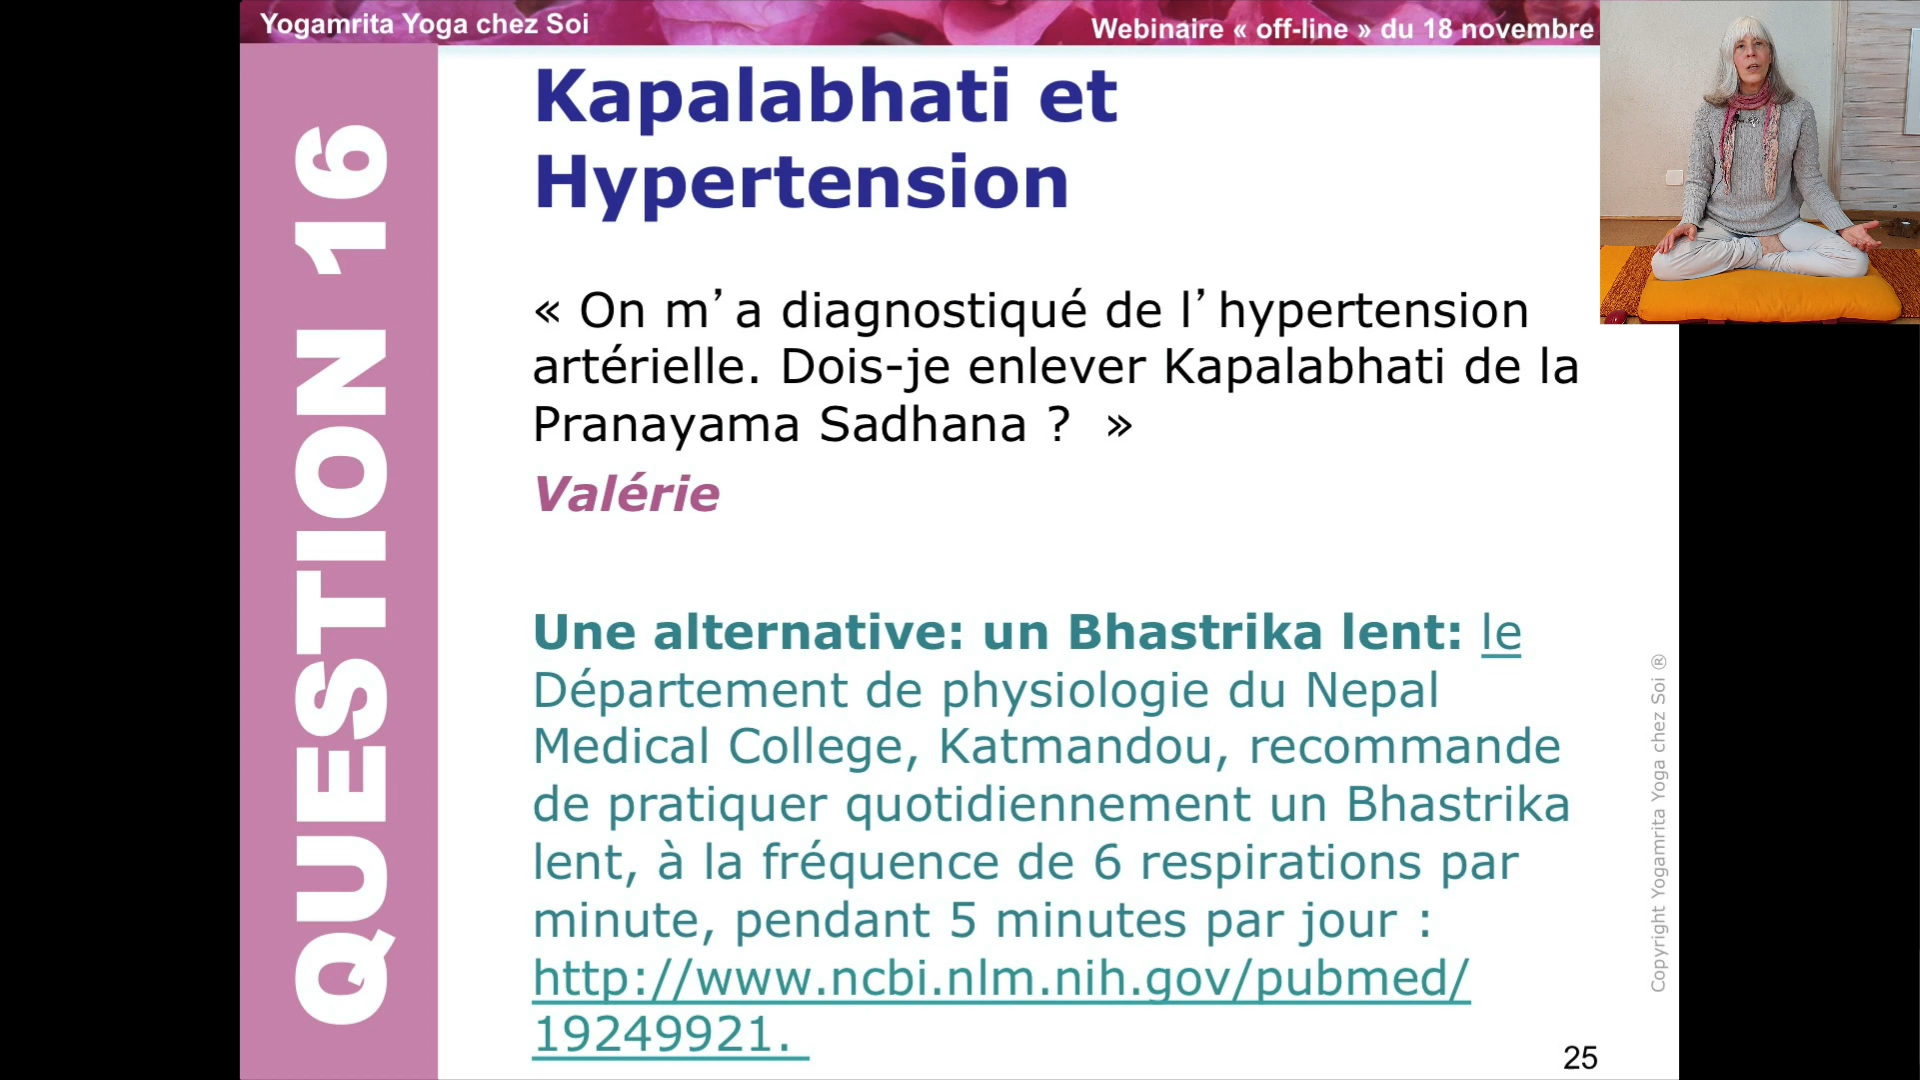 Yogamrita Yoga chez Soi
Webinaire « off-line » du 18 novembre
QUESTION 16
Kapalabhati et
Hypertension
« On m’a diagnostiqué de l’hypertension
artérielle. Dois-je enlever Kapalabhati de la
Pranayama Sadhana ?  »
Valérie
Une alternative: un Bhastrika lent: le
Département de physiologie du Nepal
Medical College, Katmandou, recommande
de pratiquer quotidiennement un Bhastrika
lent, à la fréquence de 6 respirations par
minute, pendant 5 minutes par jour :
http://www.ncbi.nlm.nih.gov/pubmed/
19249921.
Copyright Yogamrita Yoga chez Soi ®
25